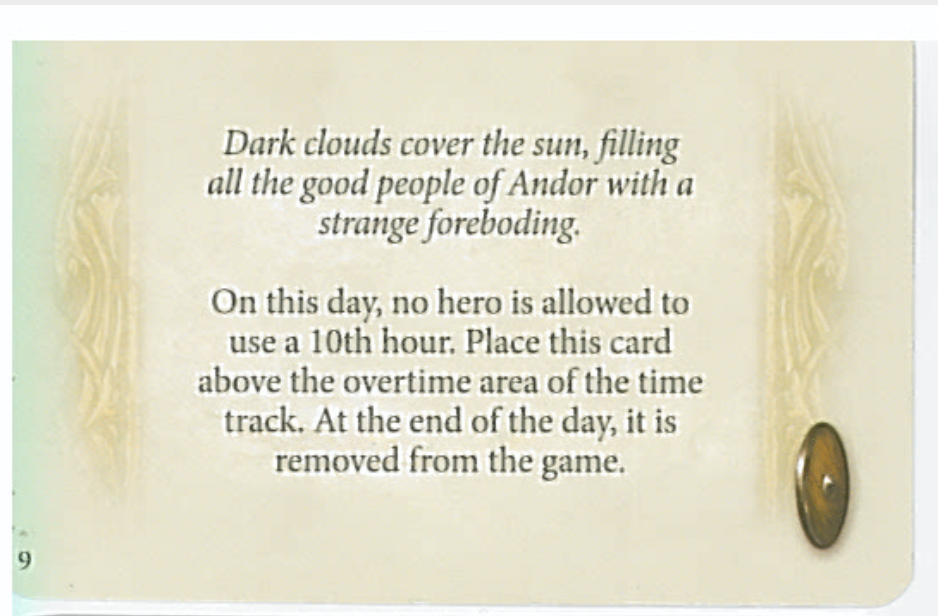 Dark clouds cover the sun, filling
all the good people of Andor with a
strange foreboding.
On this day, no hero is allowed to
use a 10th hour. Place this card
above the overtime area of the time
track. At the end of the day, it is
removed from the game.
9